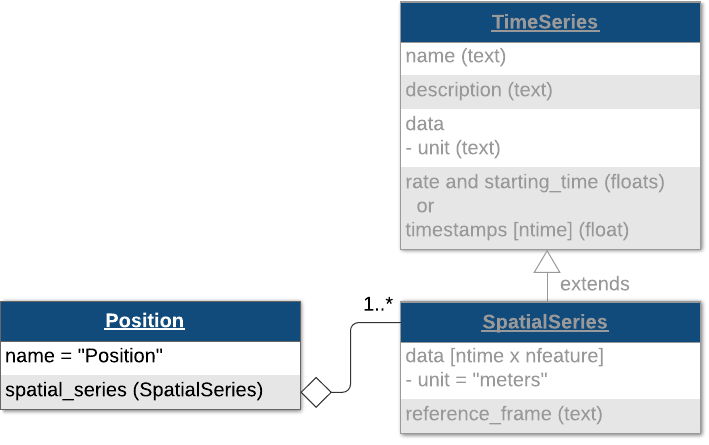 TimeSeries
name (text)
description (text)
data
- unit (text)
rate and starting_time (floats)
or
timestamps [ntime] (float)
extends
1..*
Position
name = "Position"
spatial_series (SpatialSeries)
SpatialSeries
data [ntime x nfeature]
- unit = "meters"
reference_frame (text)